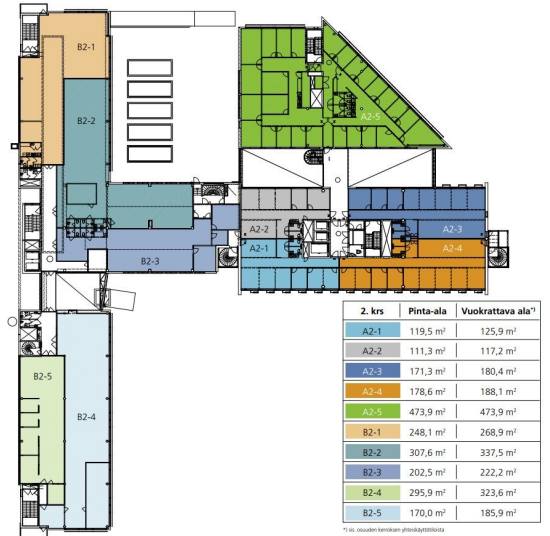 B2-1
B2-2
A2-5
A2-2
A2-3
A2-1
A2-4
B2-3
B2-5
B2-4
2. krs Pinta-ala Vuokrattava ala*)
A2-1 119,5 m² 125,9 m²
A2-2 111,3 m² 117,2 m²
A2-3 171,3 m² 180,4 m²
A2-4 178,6 m² 188,1 m²
A2-5 473,9 m² 473,9 m²
B2-1 248,1 m² 268,9 m²
B2-2 307,6 m² 337,5 m²
B2-3 202,5 m² 222,2 m²
B2-4 295,9 m² 323,6 m²
B2-5 170,0 m² 185,9 m²
*) sis. osuuden kerroksen yhteiskäyttötiloista